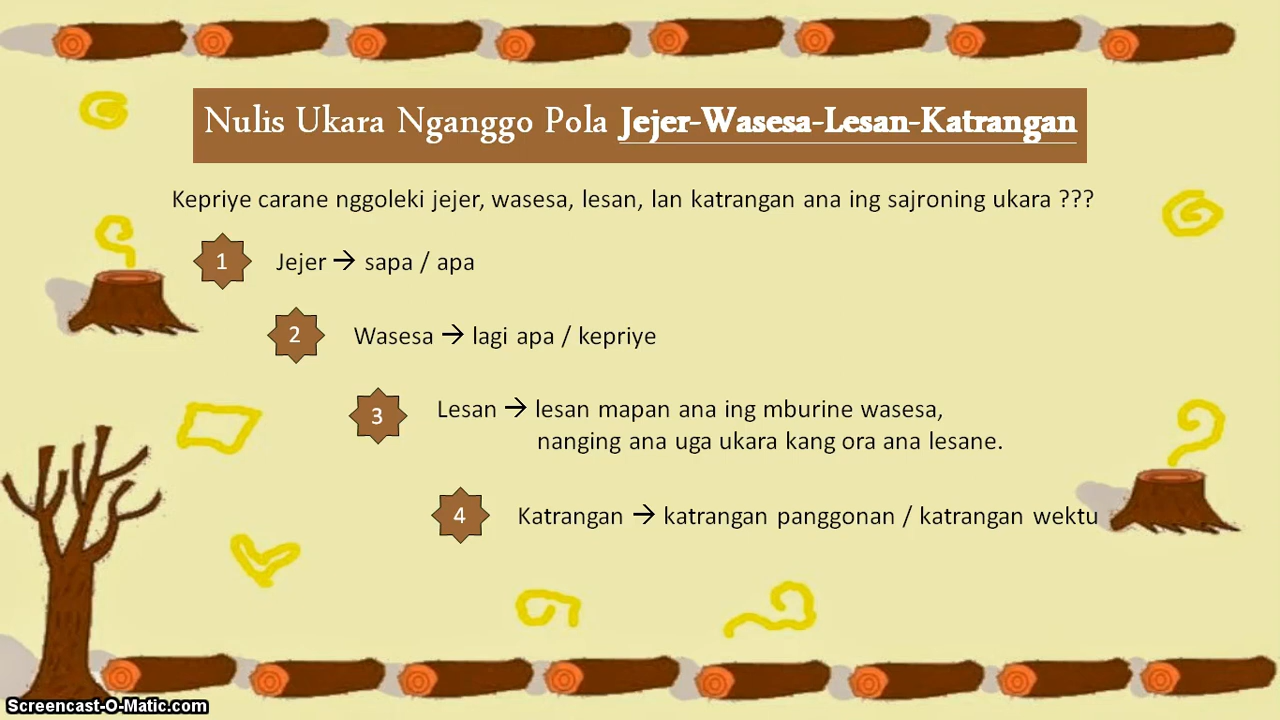 Nulis Ukara Nganggo Pola Jejer-Wasesa-Lesan-Katrangan
Kepriye carane nggoleki jejer, wasesa, lesan, lan katrangan ana ing sajroning ukara ???
1 Jejer → sapa / apa
2 Wasesa → lagi apa / kepriye
3 Lesan → lesan mapan ana ing mburine wasesa,
nanging ana uga ukara kang ora ana lesane.
4 Katrangan → katrangan panggonan / katrangan wektu
Screencast-O-Matic.com